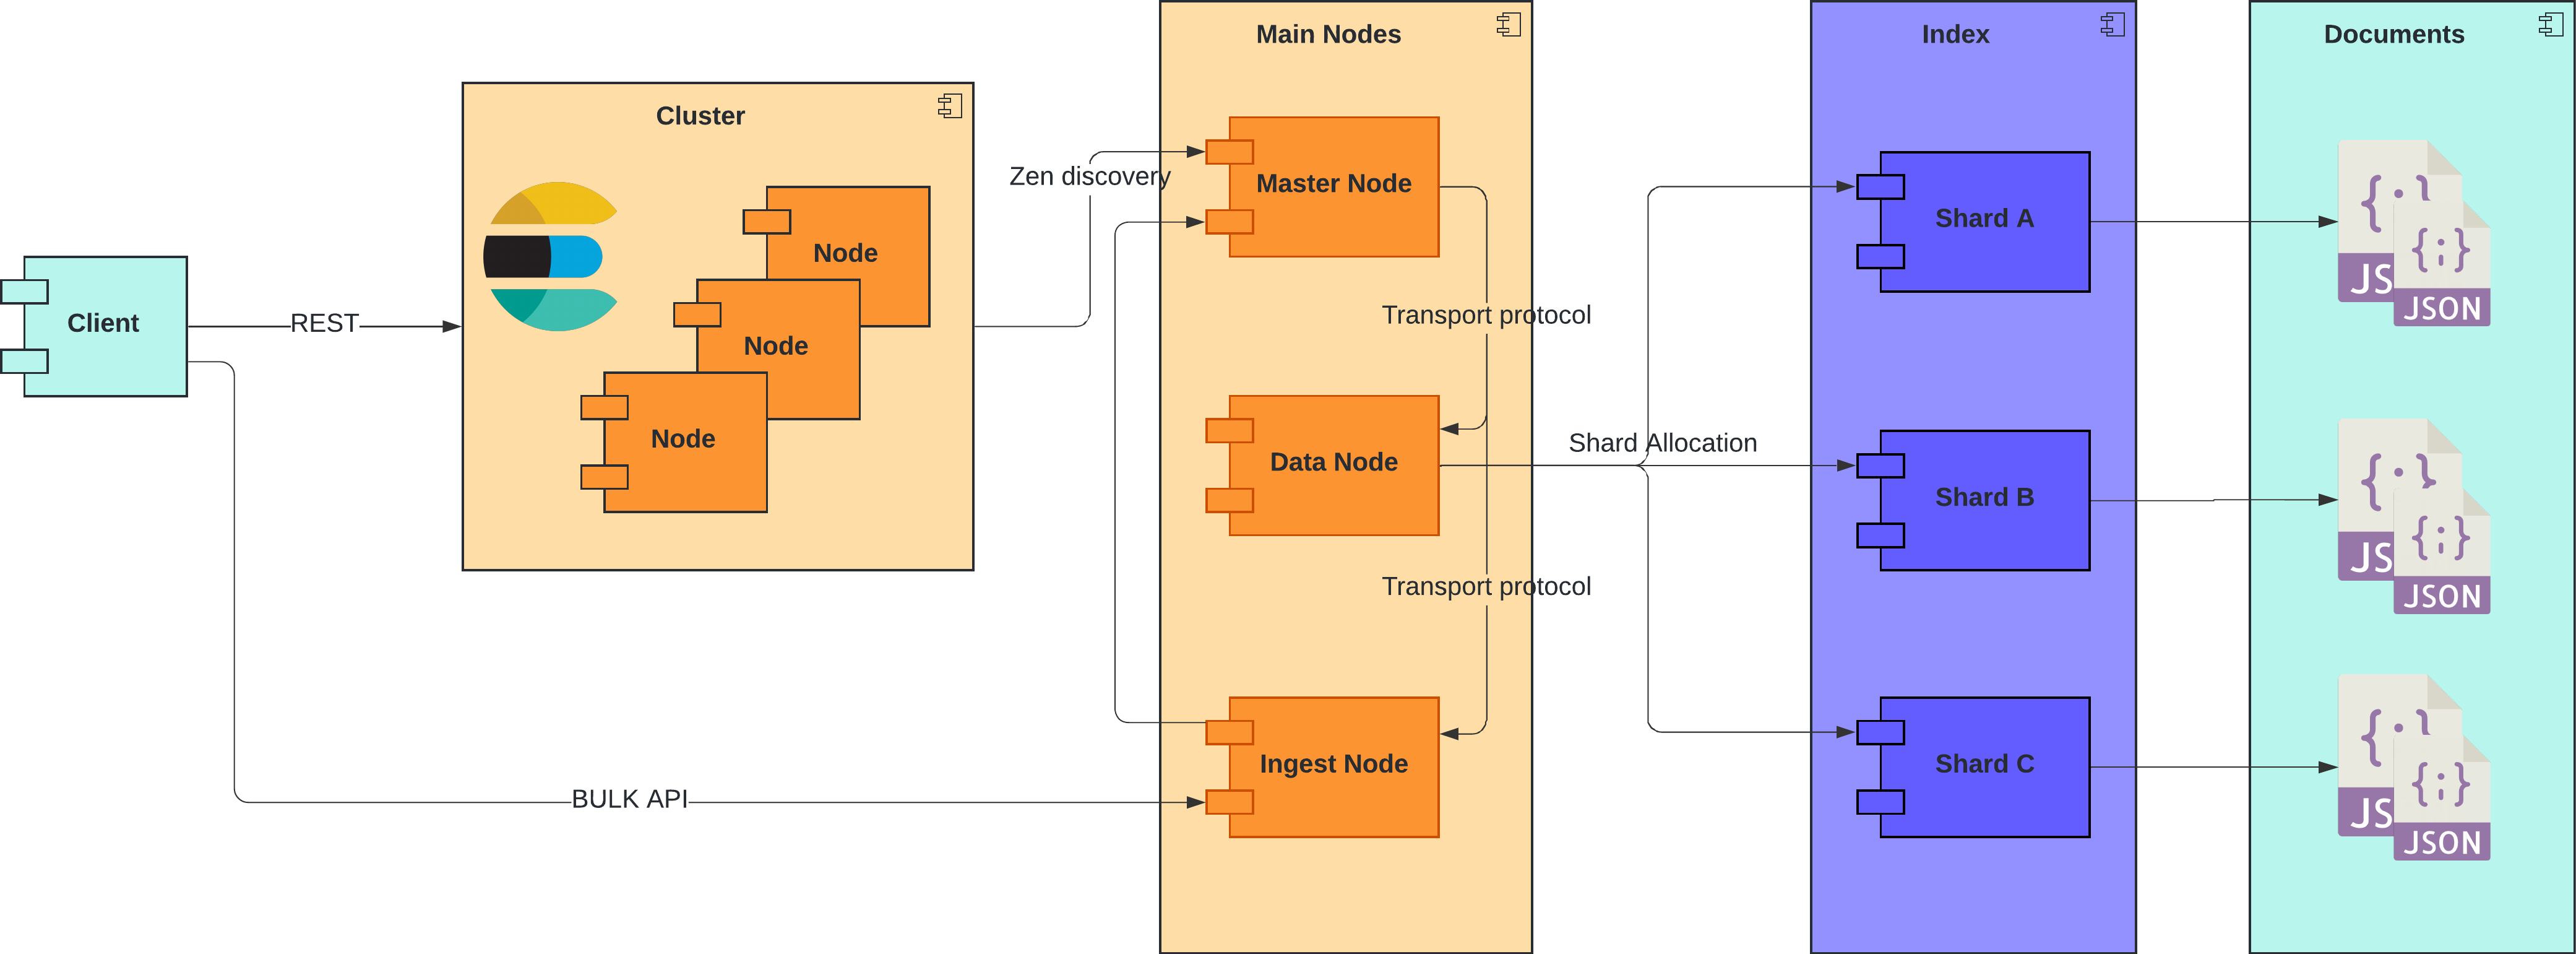 Client
REST
BULK API
Cluster
Node
Node
Node
Zen discovery
Main Nodes
Master Node
Transport protocol
Data Node
Transport protocol
Ingest Node
Shard Allocation
Index
Shard A
Shard B
Shard C
Documents
JS
JSON
JS
JSON
JS
JSON